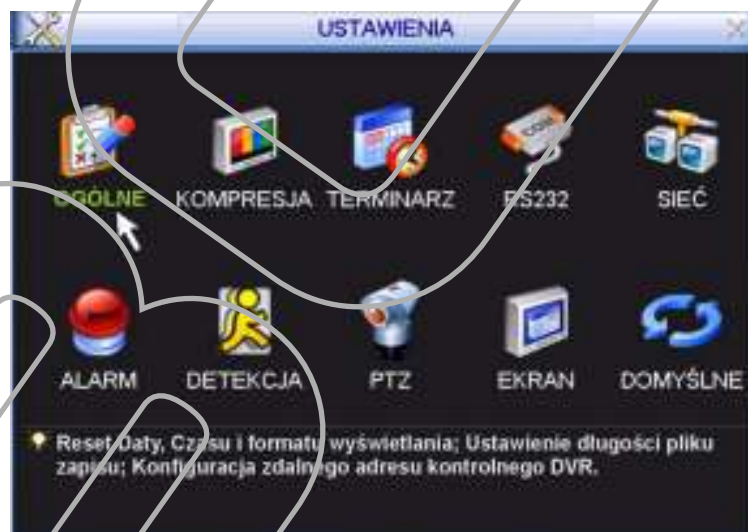 USTAWIENIA
OGÓLNE KOMPRESJA TERMINARZ RS232 SIEĆ
ALARM DETEKCJA PTZ EKRAN DOMYŚLNE
Reset Daty, Czasu i formatu wyświetlania; Ustawienie długości pliku
zapisu; Konfiguracja zdalnego adresu kontrolnego DVR.